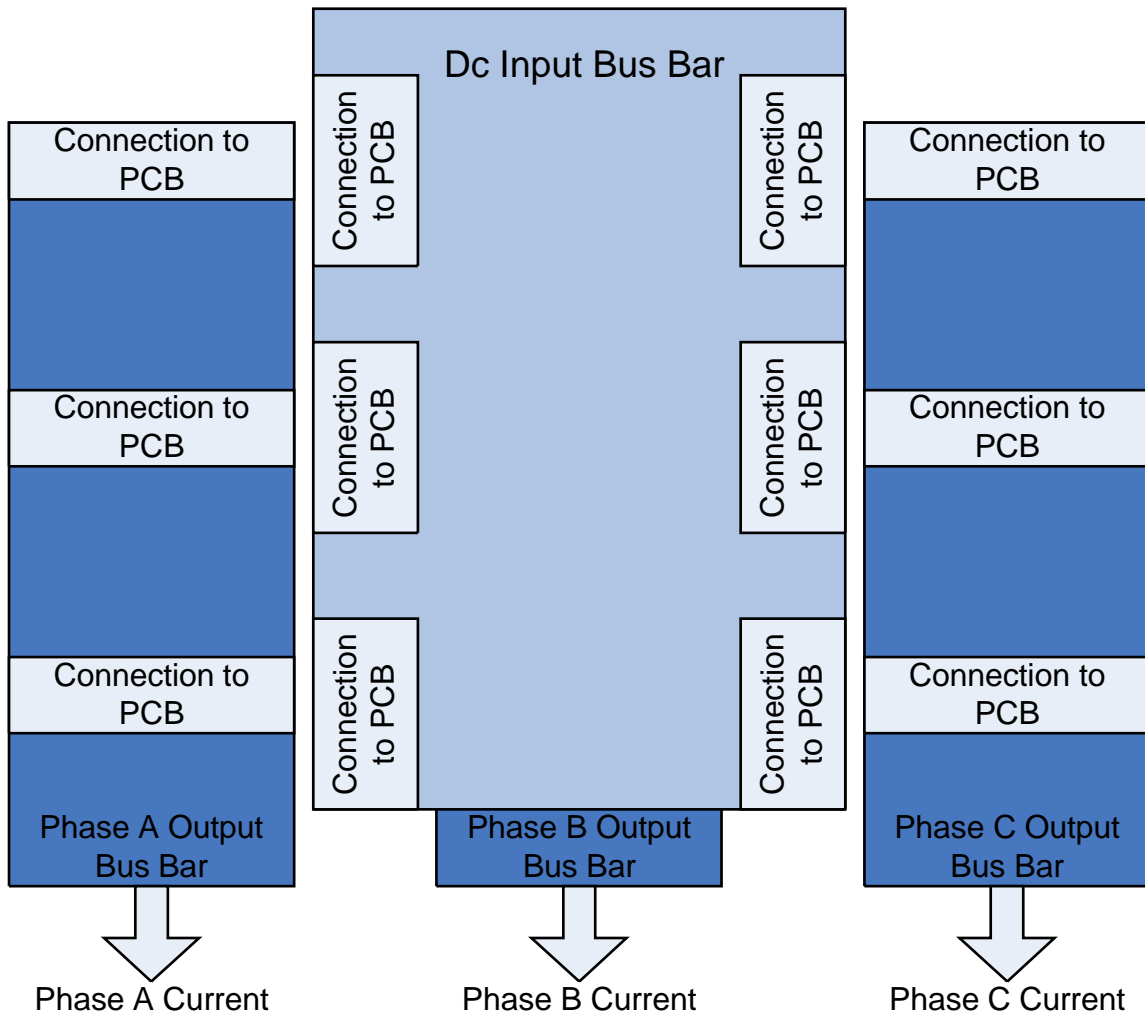 Dc Input Bus Bar
Connection to
PCB
Connection to
PCB
Connection to
PCB
Phase A Output
Bus Bar
Phase A Current
Connection
to PCB
Connection
to PCB
Connection
to PCB
Connection
to PCB
Connection
to PCB
Connection
to PCB
Phase B Output
Bus Bar
Phase B Current
Connection to
PCB
Connection to
PCB
Connection to
PCB
Phase C Output
Bus Bar
Phase C Current